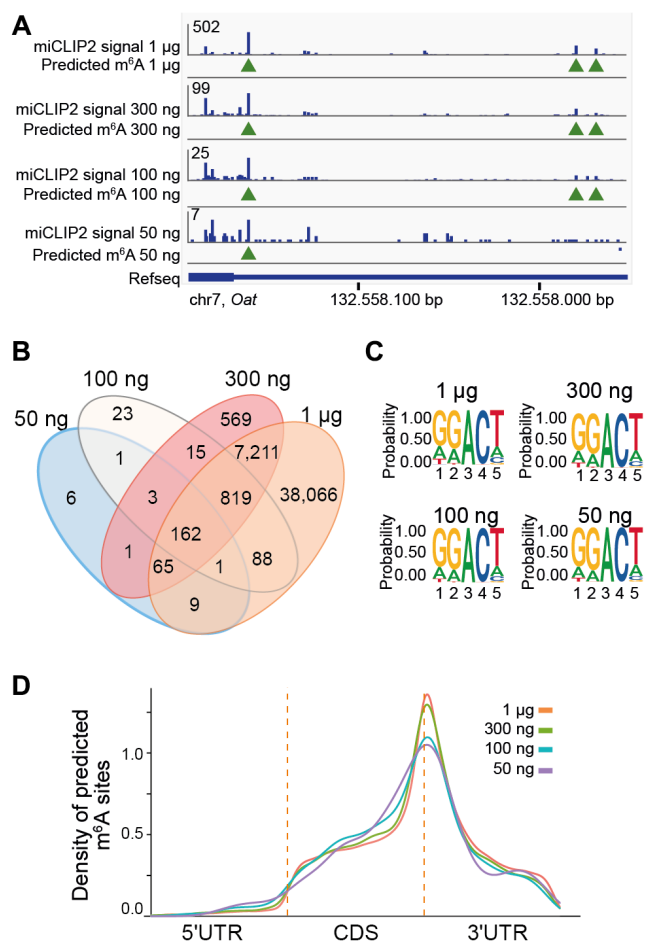 A
502
miCLIP2 signal 1 µg
Predicted m⁶A 1 µg
99
miCLIP2 signal 300 ng
Predicted m⁶A 300 ng
25
miCLIP2 signal 100 ng
Predicted m⁶A 100 ng
7
miCLIP2 signal 50 ng
Predicted m⁶A 50 ng
Refseq
chr7, Oat 132.558.100 bp 132.558.000 bp
B
100 ng 300 ng
50 ng 1 µg
23 569
1 15 7,211
6 3 819 38,066
162
1 65 1 88
9
C
1 µg 300 ng
Probability 1.00 0.50 0.00 GGACT AA A T 1 2 3 4 5
Probability 1.00 0.50 0.00 GGACT AA A T 1 2 3 4 5
100 ng 50 ng
Probability 1.00 0.50 0.00 GGACT AA A T 1 2 3 4 5
Probability 1.00 0.50 0.00 GGACT AA A T 1 2 3 4 5
D
Density of predicted
m⁶A sites
1.0
0.5
0.0
1 µg
300 ng
100 ng
50 ng
5'UTR CDS 3'UTR